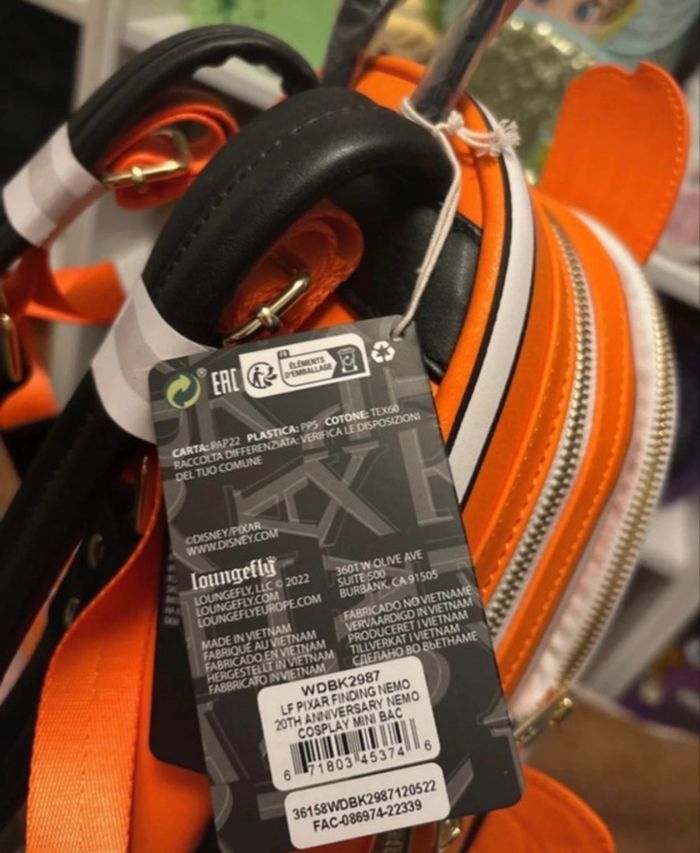 EAC
FR
ÉLÉMENTS
D'EMBALLAGE
CARTA: PAP22 PLASTICA: PP5 COTONE: TEX60
RACCOLTA DIFFERENZIATA: VERIFICA LE DISPOSIZIONI
DEL TUO COMUNE
©DISNEY/PIXAR
WWW.DISNEY.COM
loungefly
LOUNGEFLY, LLC © 2022
LOUNGEFLY.COM
LOUNGEFLYEUROPE.COM
3601 W OLIVE AVE
SUITE 500
BURBANK, CA 91505
MADE IN VIETNAM
FABRIQUÉ AU VIETNAM
FABRICADO EN VIETNAM
HERGESTELLT IN VIETNAM
FABBRICATO IN VIETNAM
FABRICADO NO VIETNAME
VERVAARDIGD IN VIETNAM
PRODUCERET I VIETNAM
TILLVERKAT I VIETNAM
СДЕЛАНО ВО ВЬЕТНАМЕ
WDBK2987
LF PIXAR FINDING NEMO
20TH ANNIVERSARY NEMO
COSPLAY MINI BAC
6 71803 45374 6
36158WDBK2987120522
FAC-086974-22339